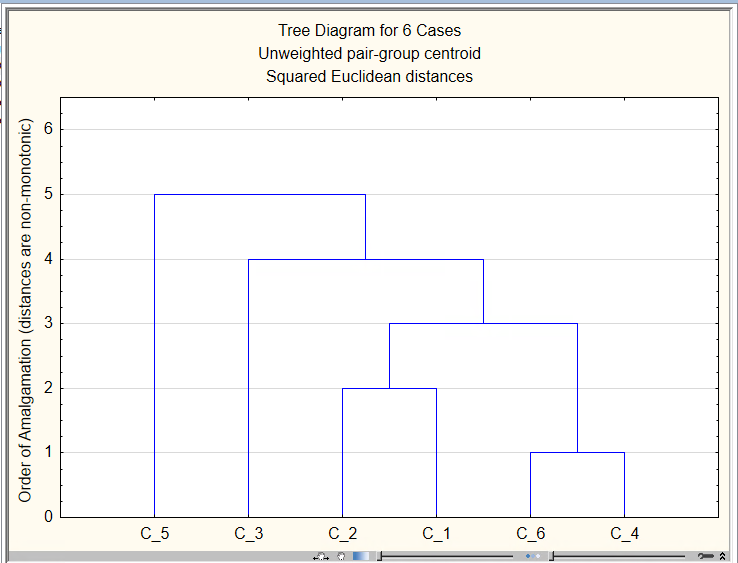 Tree Diagram for 6 Cases
Unweighted pair-group centroid
Squared Euclidean distances
Order of Amalgamation (distances are non-monotonic)
6
5
4
3
2
1
0
C_5 C_3 C_2 C_1 C_6 C_4